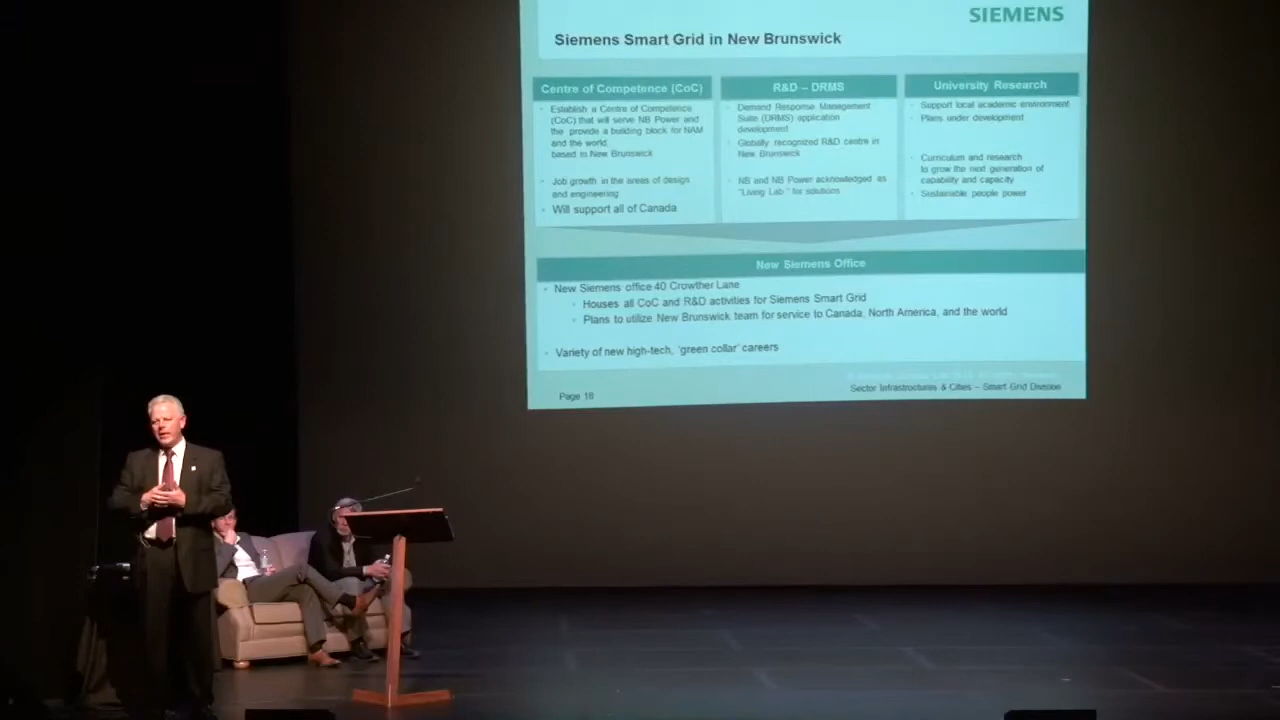 SIEMENS
Siemens Smart Grid in New Brunswick
Centre of Competence (CoC)
Establish a Centre of Competence
(CoC) that will serve NB Power and
the provide a building block for NAM
and the world.
based in New Brunswick
Job growth in the areas of design
and engineering
Will support all of Canada
R&D – DRMS
Demand Response Management
Suite (DRMS) application
development
Globally recognized R&D centre in
New Brunswick
NB and NB Power acknowledged as
"Living Lab " for solutions
University Research
Support local academic environment
Plans under development
Curriculum and research
to grow the next generation of
capability and capacity
Sustainable people power
New Siemens Office
New Siemens office 40 Crowther Lane
Houses all CoC and R&D activities for Siemens Smart Grid
Plans to utilize New Brunswick team for service to Canada, North America, and the world
Variety of new high-tech, 'green collar' careers
Page 18
Sector Infrastructures & Cities – Smart Grid Division